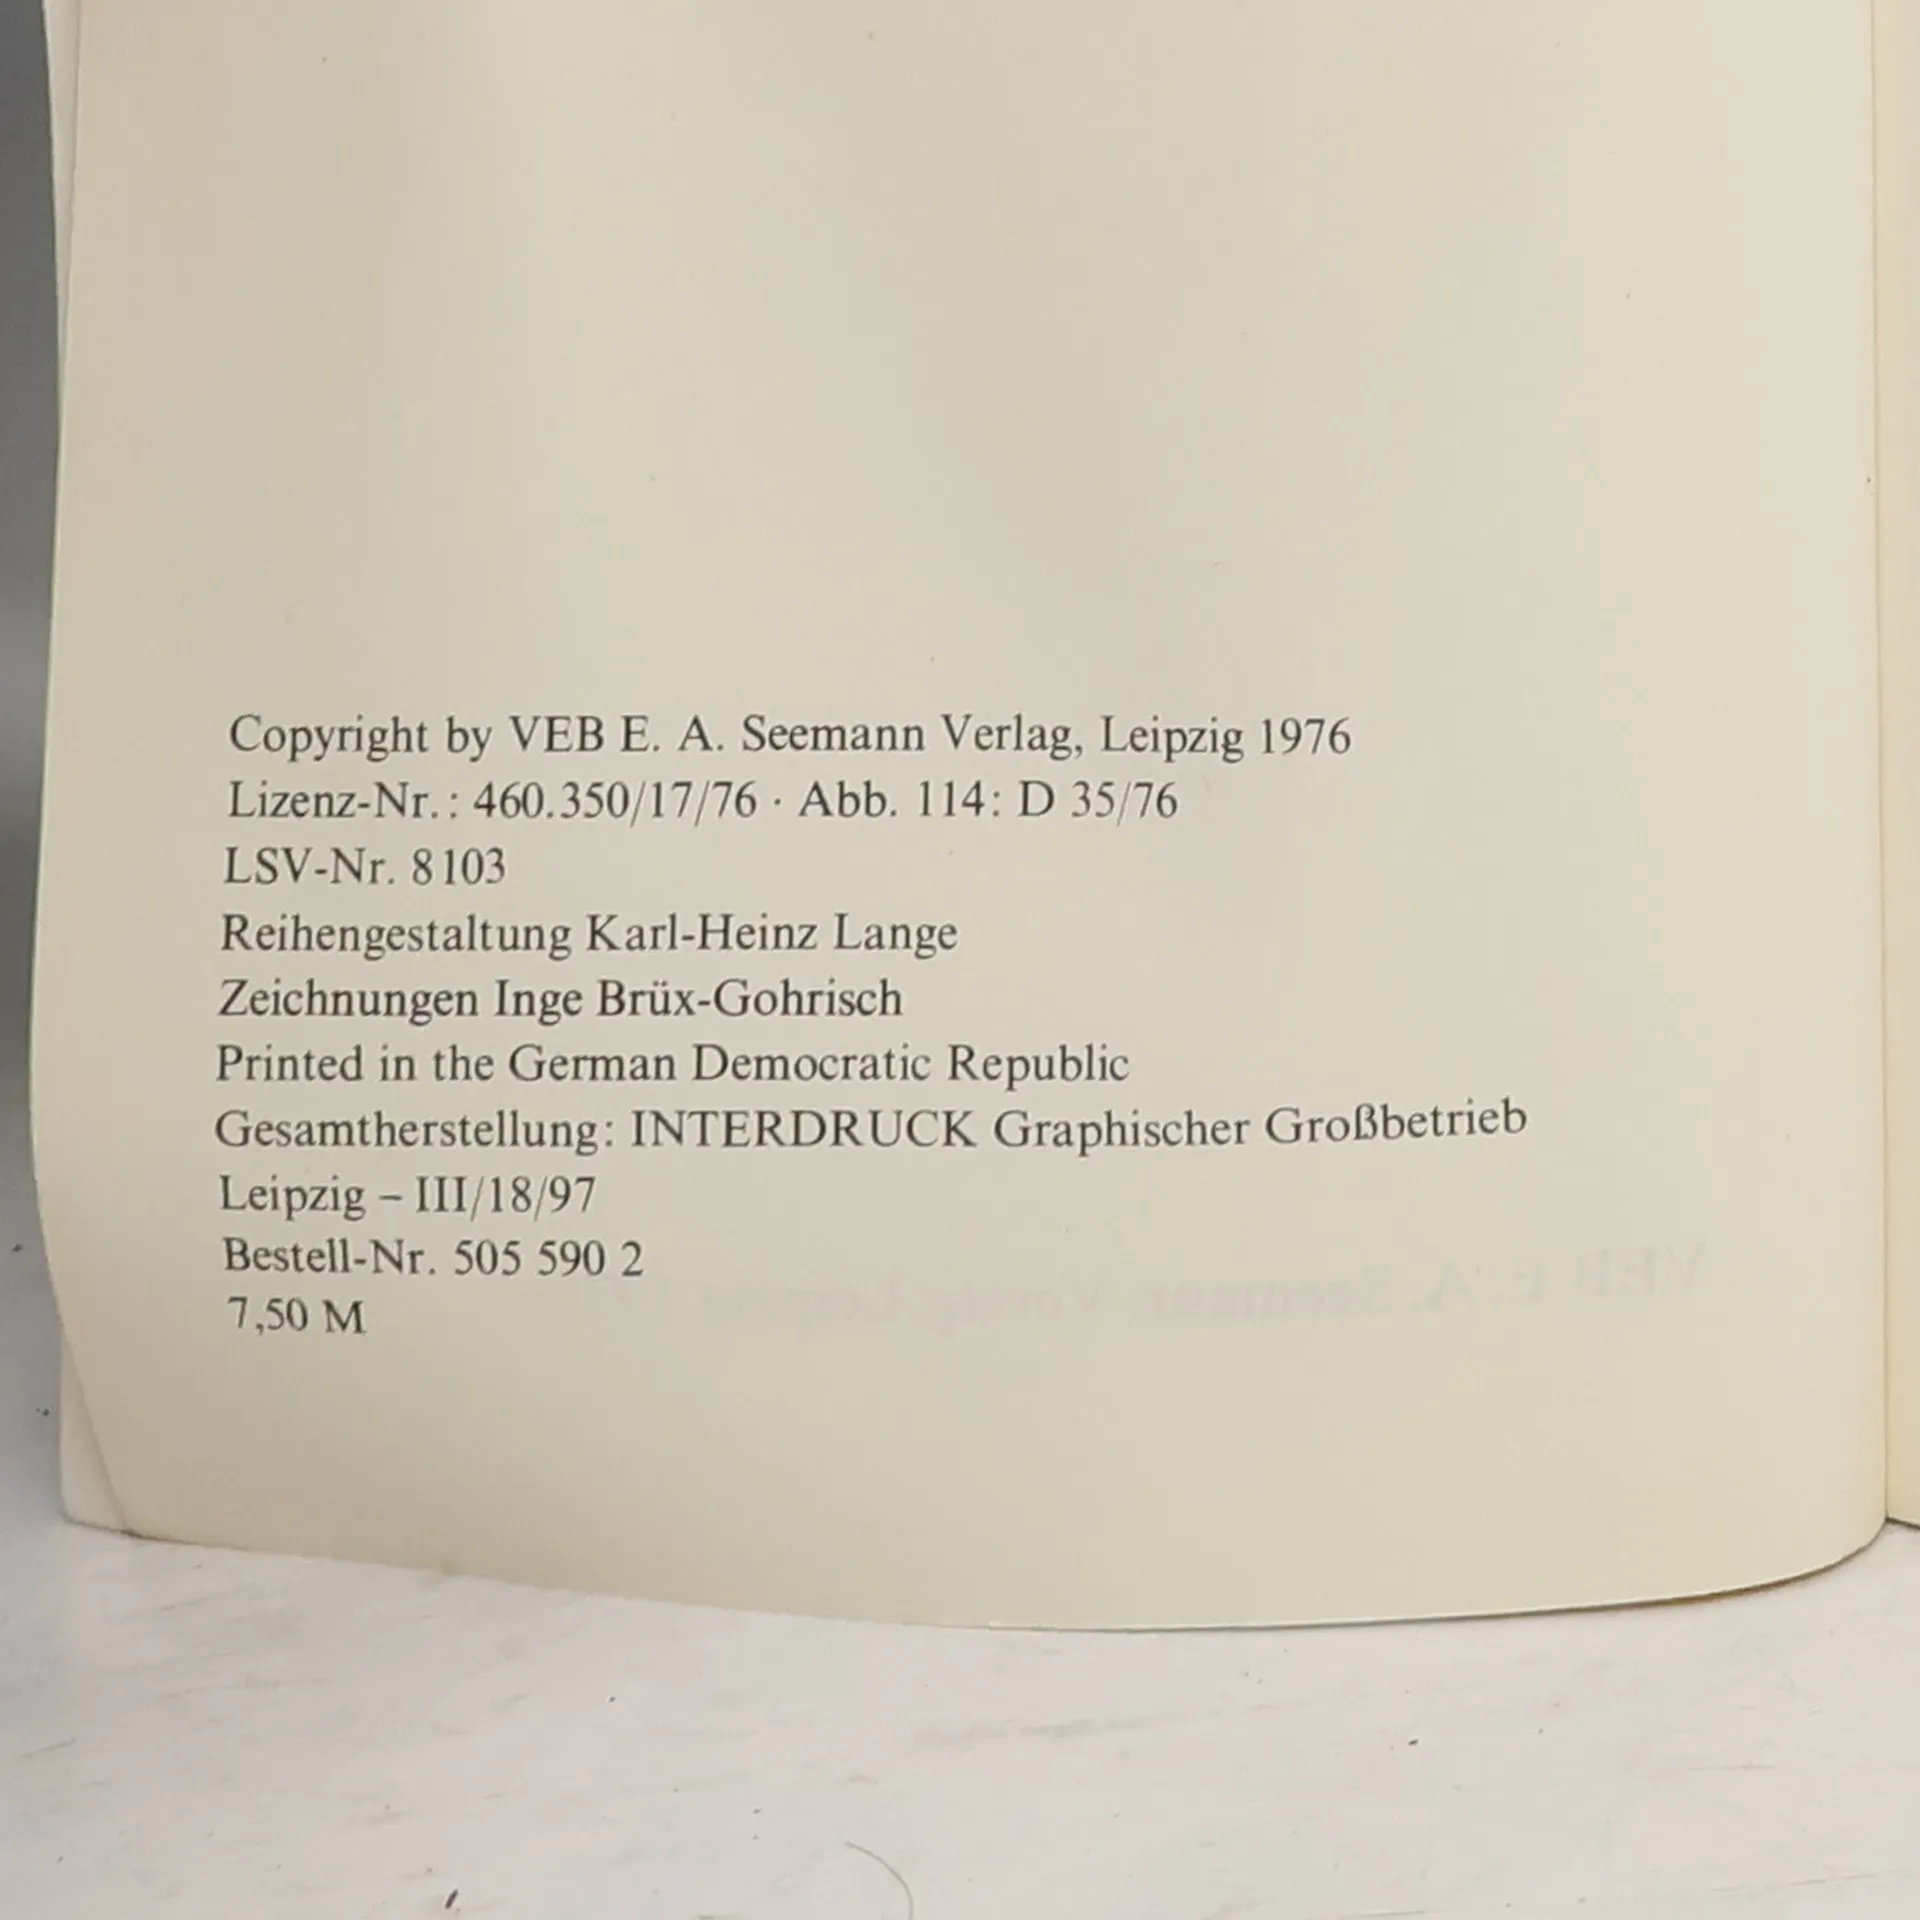 Copyright by VEB E. A. Seemann Verlag, Leipzig 1976
Lizenz-Nr.: 460.350/17/76 · Abb. 114: D 35/76
LSV-Nr. 8103
Reihengestaltung Karl-Heinz Lange
Zeichnungen Inge Brüx-Gohrisch
Printed in the German Democratic Republic
Gesamtherstellung: INTERDRUCK Graphischer Großbetrieb
Leipzig – III/18/97
Bestell-Nr. 505 590 2
7,50 M